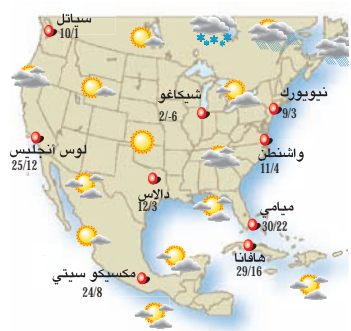 سياتل
10/1
شيكاغو
2/-6
نيويورك
9/3
واشنطن
11/4
لوس أنجليس
25/12
دالاس
12/3
ميامي
30/22
هافانا
29/16
مكسيكو سيتي
24/8